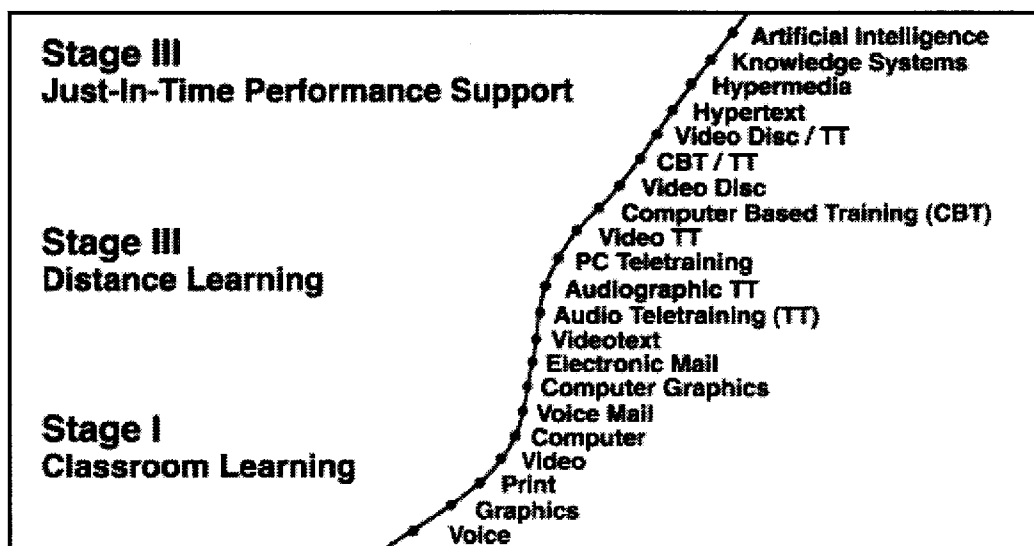 Stage III
Just-In-Time Performance Support
Stage III
Distance Learning
Stage I
Classroom Learning
Artificial Intelligence
Knowledge Systems
Hypermedia
Hypertext
Video Disc / TT
CBT / TT
Video Disc
Computer Based Training (CBT)
Video TT
PC Teletraining
Audiographic TT
Audio Teletraining (TT)
Videotext
Electronic Mail
Computer Graphics
Voice Mail
Computer
Video
Print
Graphics
Voice